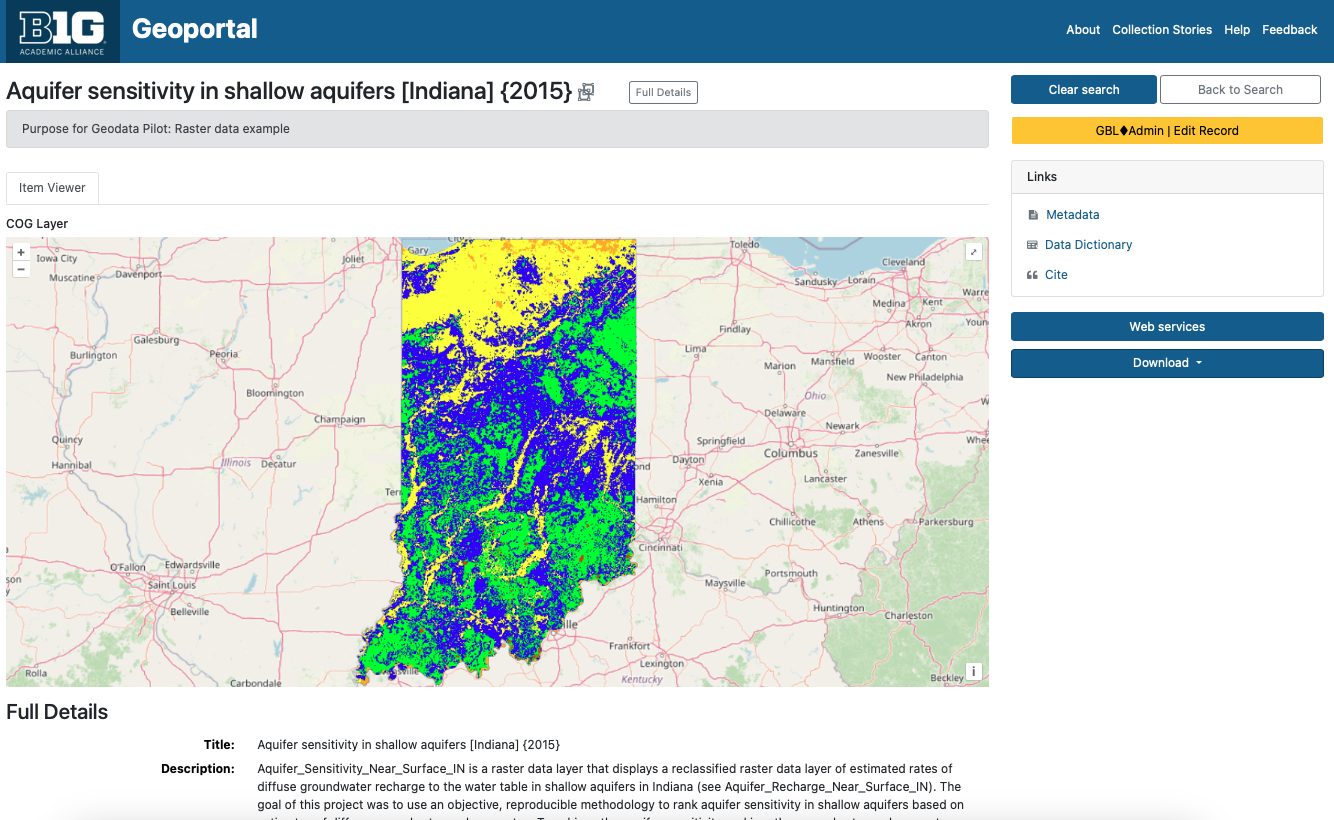 B1G
ACADEMIC ALLIANCE
Geoportal
About Collection Stories Help Feedback
Aquifer sensitivity in shallow aquifers [Indiana] {2015}
Full Details
Clear search
Back to Search
Purpose for Geodata Pilot: Raster data example
GBL♦Admin | Edit Record
Links
Metadata
Data Dictionary
Cite
Web services
Download
Item Viewer
COG Layer
+
−
Gary
Toledo
Iowa City
Joliet
Cleveland
Muscatine
Davenport
Sandusky
Lorain
Medina
Kent
Warre
Akron
Youn
Galesburg
Findlay
Burlington
Peoria
Lima
Mansfield
Wooster
Canton
Marion
New Philadelphia
Bloomington
Ohio
Champaign
Delaware
Newark
Quincy
Springfield
Columbus
Zanesville
Whee
Hannibal
Illinois
Decatur
ond
Dayton
Xenia
Lancaster
Terr
Hamilton
Chillicothe
Athens
Parkersburg
Cincinnati
O'Fallon
Edwardsville
son
Saint Louis
Portsmouth
Maysville
Belleville
Huntington
Charleston
ille
Frankfort
Lexington
Rolla
Carbondale
sville
Kentucky
Beckley
i
Full Details
Title: Aquifer sensitivity in shallow aquifers [Indiana] {2015}
Description: Aquifer_Sensitivity_Near_Surface_IN is a raster data layer that displays a reclassified raster data layer of estimated rates of
diffuse groundwater recharge to the water table in shallow aquifers in Indiana (see Aquifer_Recharge_Near_Surface_IN). The
goal of this project was to use an objective, reproducible methodology to rank aquifer sensitivity in shallow aquifers based on